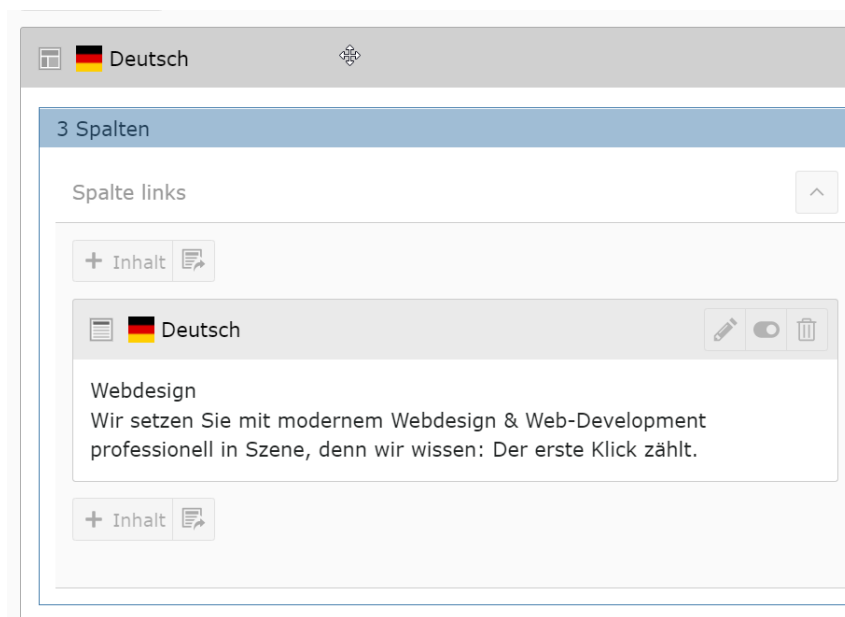 Deutsch
3 Spalten
Spalte links
+ Inhalt
Deutsch
Webdesign
Wir setzen Sie mit modernem Webdesign & Web-Development
professionell in Szene, denn wir wissen: Der erste Klick zählt.
+ Inhalt